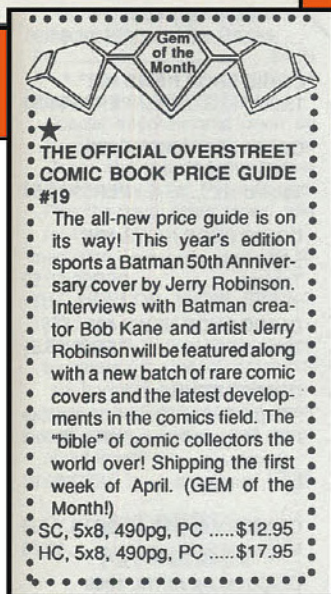 Gem
of the
Month
THE OFFICIAL OVERSTREET
COMIC BOOK PRICE GUIDE
#19
The all-new price guide is on
its way! This year's edition
sports a Batman 50th Anniver-
sary cover by Jerry Robinson.
Interviews with Batman crea-
tor Bob Kane and artist Jerry
Robinson will be featured along
with a new batch of rare comic
covers and the latest develop-
ments in the comics field. The
"bible" of comic collectors the
world over! Shipping the first
week of April. (GEM of the
Month!)
SC, 5x8, 490pg, PC .....$12.95
HC, 5x8, 490pg, PC .....$17.95